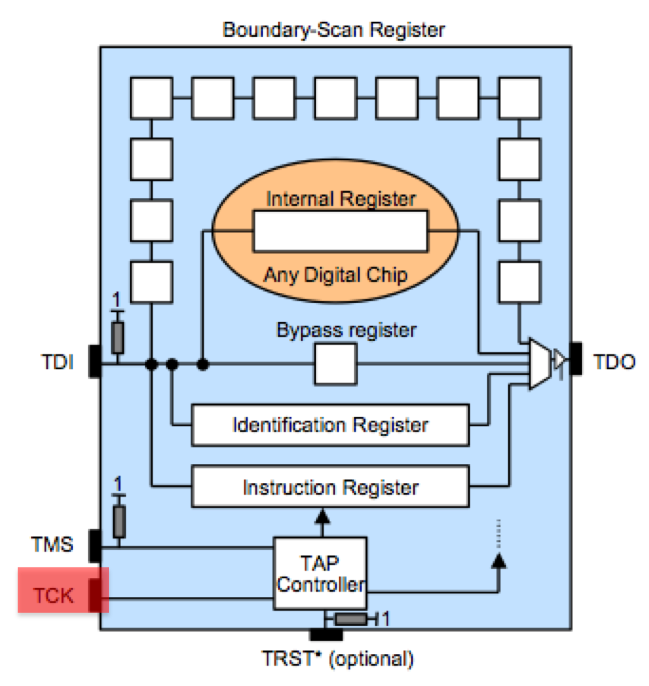 Boundary-Scan Register
Internal Register
Any Digital Chip
1
Bypass register
TDI
TDO
Identification Register
Instruction Register
1
TMS
TAP
Controller
TCK
1
TRST* (optional)